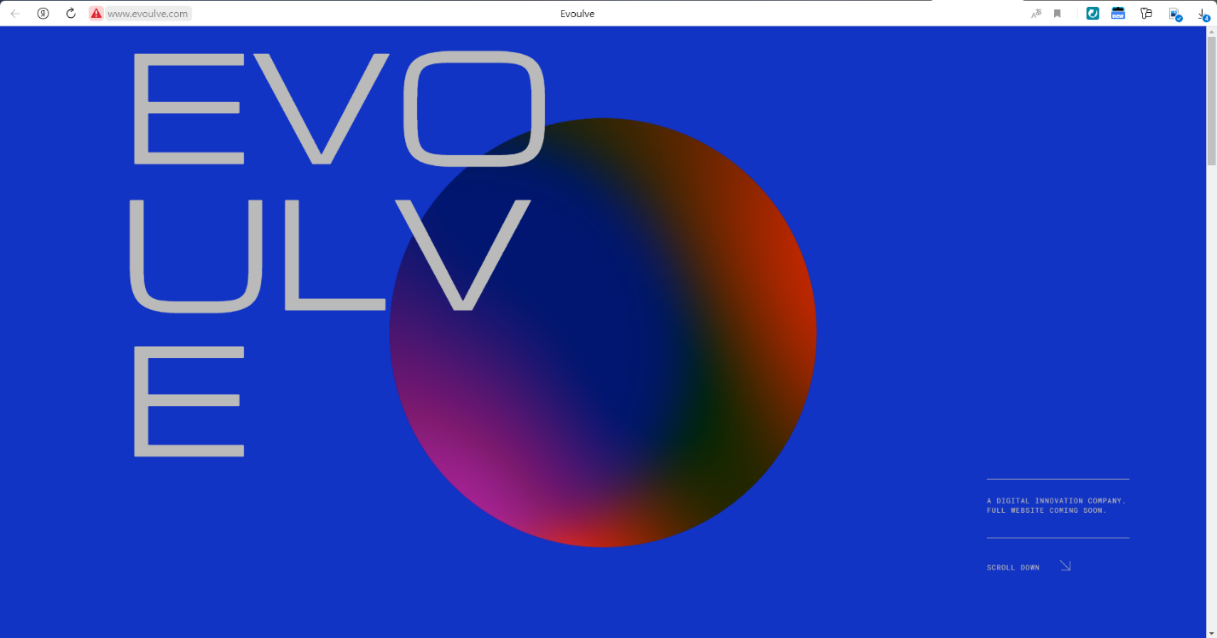 www.evoulve.com
Evoulve
EVO
ULV
E
A DIGITAL INNOVATION COMPANY.
FULL WEBSITE COMING SOON.
SCROLL DOWN